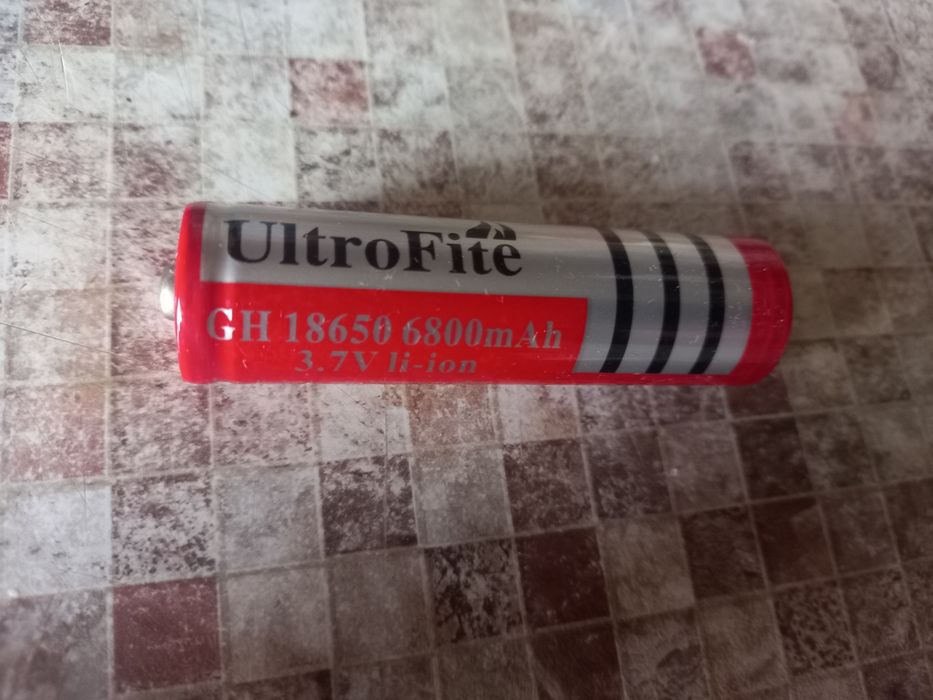 UltroFite
GH 18650 6800mAh
3.7V li-ion